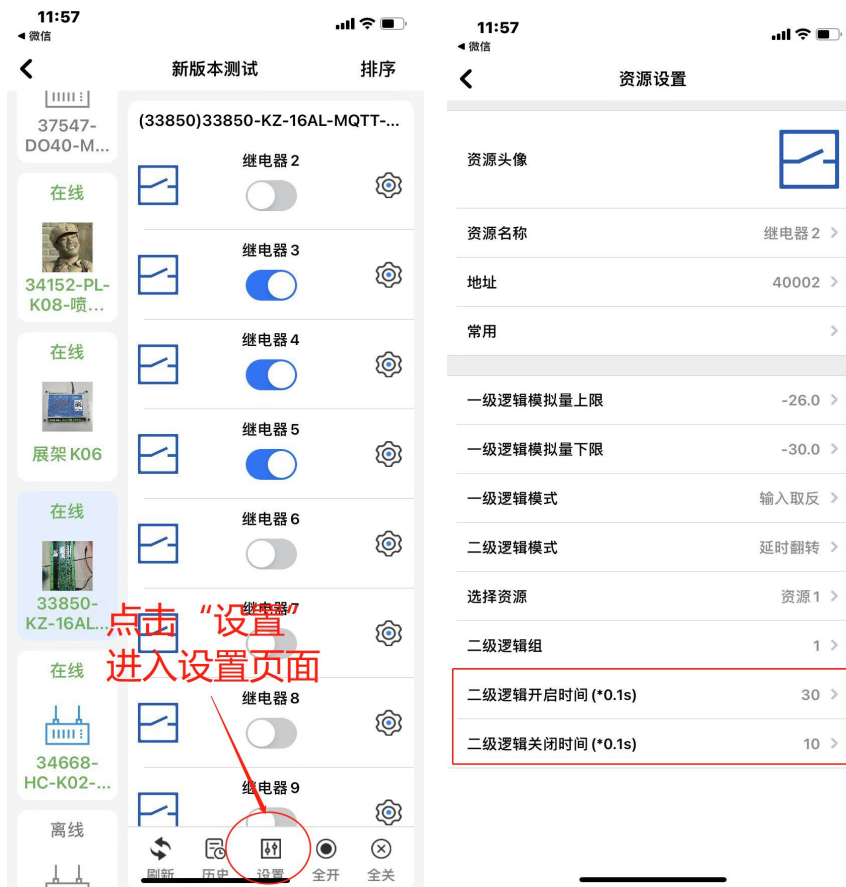 11:57
◀ 微信
新版本测试
排序
37547-
DO40-M...
在线
34152-PL-
K08-喷...
在线
展架 K06
在线
33850-
KZ-16AL...
在线
34668-
HC-K02-...
离线
(33850)33850-KZ-16AL-MQTT-...
继电器 2
继电器 3
继电器 4
继电器 5
继电器 6
继电器 7
继电器 8
继电器 9
点击“设置”
进入设置页面
刷新
历史
设置
全开
全关
11:57
◀ 微信
资源设置
资源头像
资源名称 继电器 2
地址 40002
常用
一级逻辑模拟量上限 -26.0
一级逻辑模拟量下限 -30.0
一级逻辑模式 输入取反
二级逻辑模式 延时翻转
选择资源 资源 1
二级逻辑组 1
二级逻辑开启时间 (*0.1s) 30
二级逻辑关闭时间 (*0.1s) 10